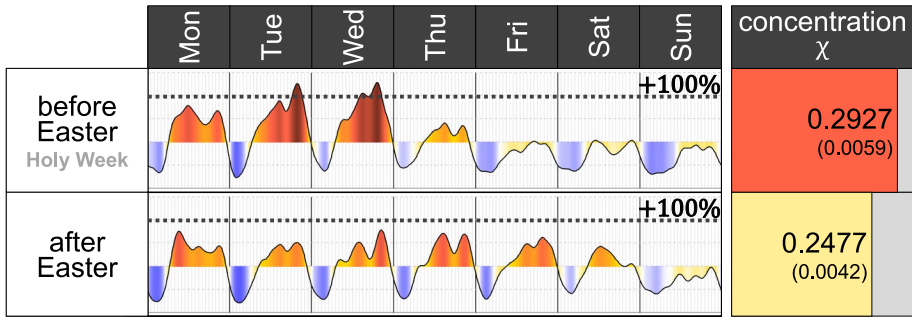 Mon Tue Wed Thu Fri Sat Sun
concentration
χ
before
Easter
Holy Week
+100%
0.2927
(0.0059)
after
Easter
+100%
0.2477
(0.0042)